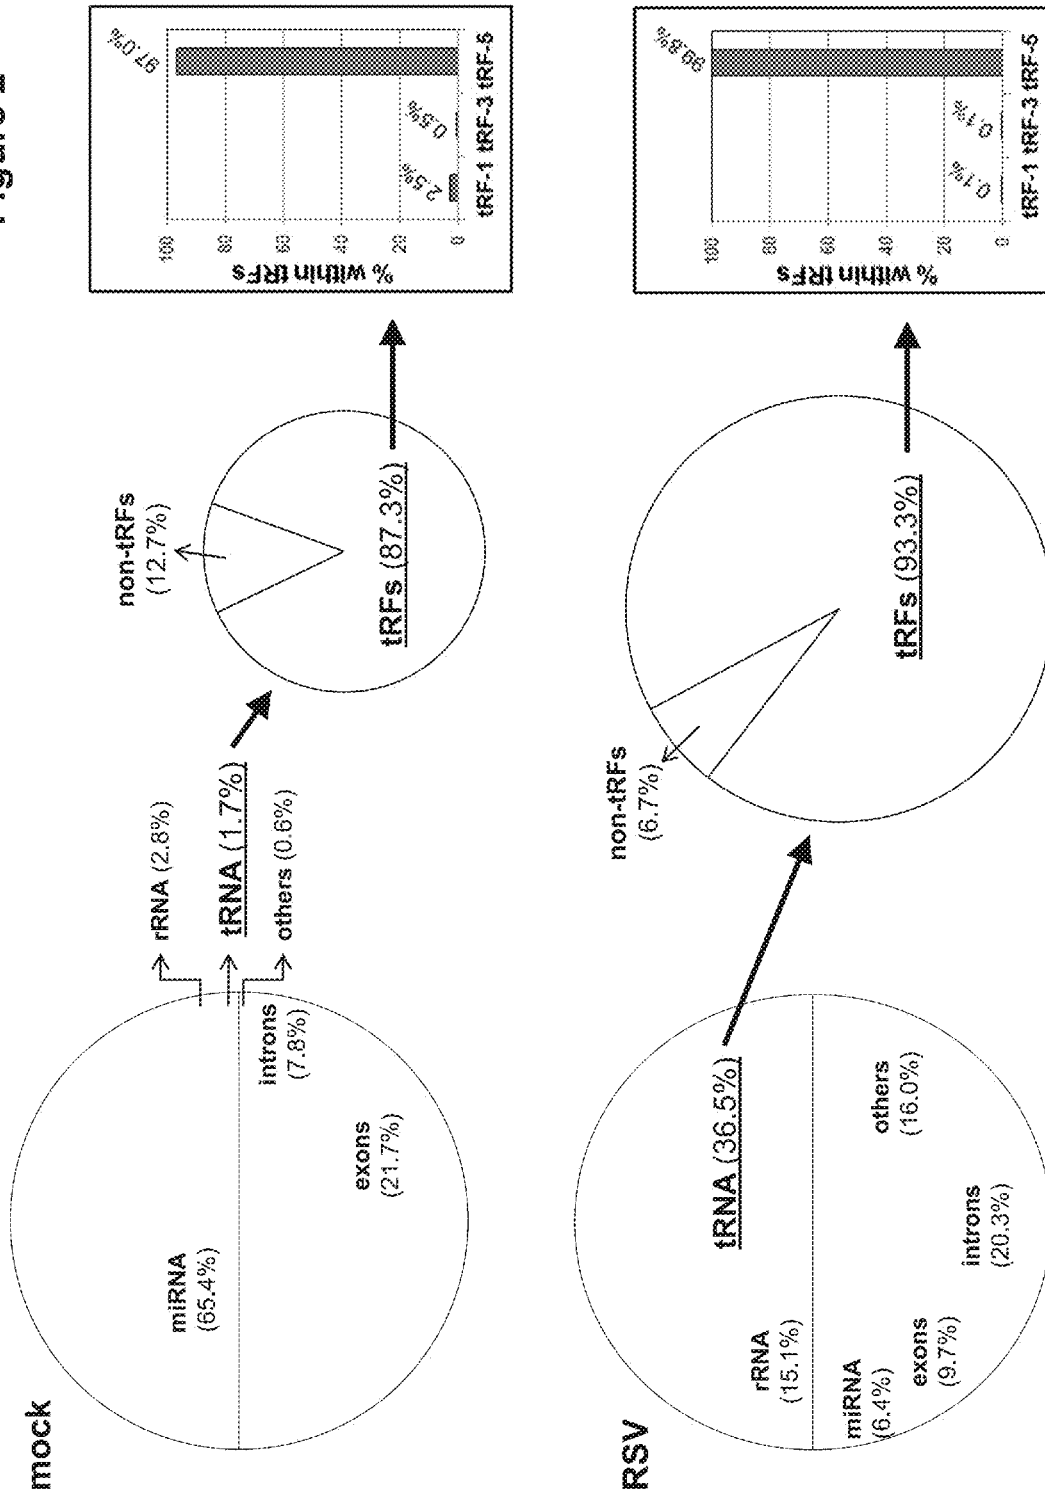 mock
miRNA
(65.4%)
exons
(21.7%)
introns
(7.8%)
rRNA (2.8%)
tRNA (1.7%)
others (0.6%)
non-tRFs
(12.7%)
tRFs (87.3%)
% within tRFs
100
80
60
40
20
0
2.5%
0.5%
97.0%
tRF-1 tRF-3 tRF-5
RSV
rRNA
(15.1%)
tRNA (36.5%)
miRNA
(6.4%)
exons
(9.7%)
introns
(20.3%)
others
(16.0%)
non-tRFs
(6.7%)
tRFs (93.3%)
% within tRFs
100
80
60
40
20
0
0.1%
0.1%
99.8%
tRF-1 tRF-3 tRF-5